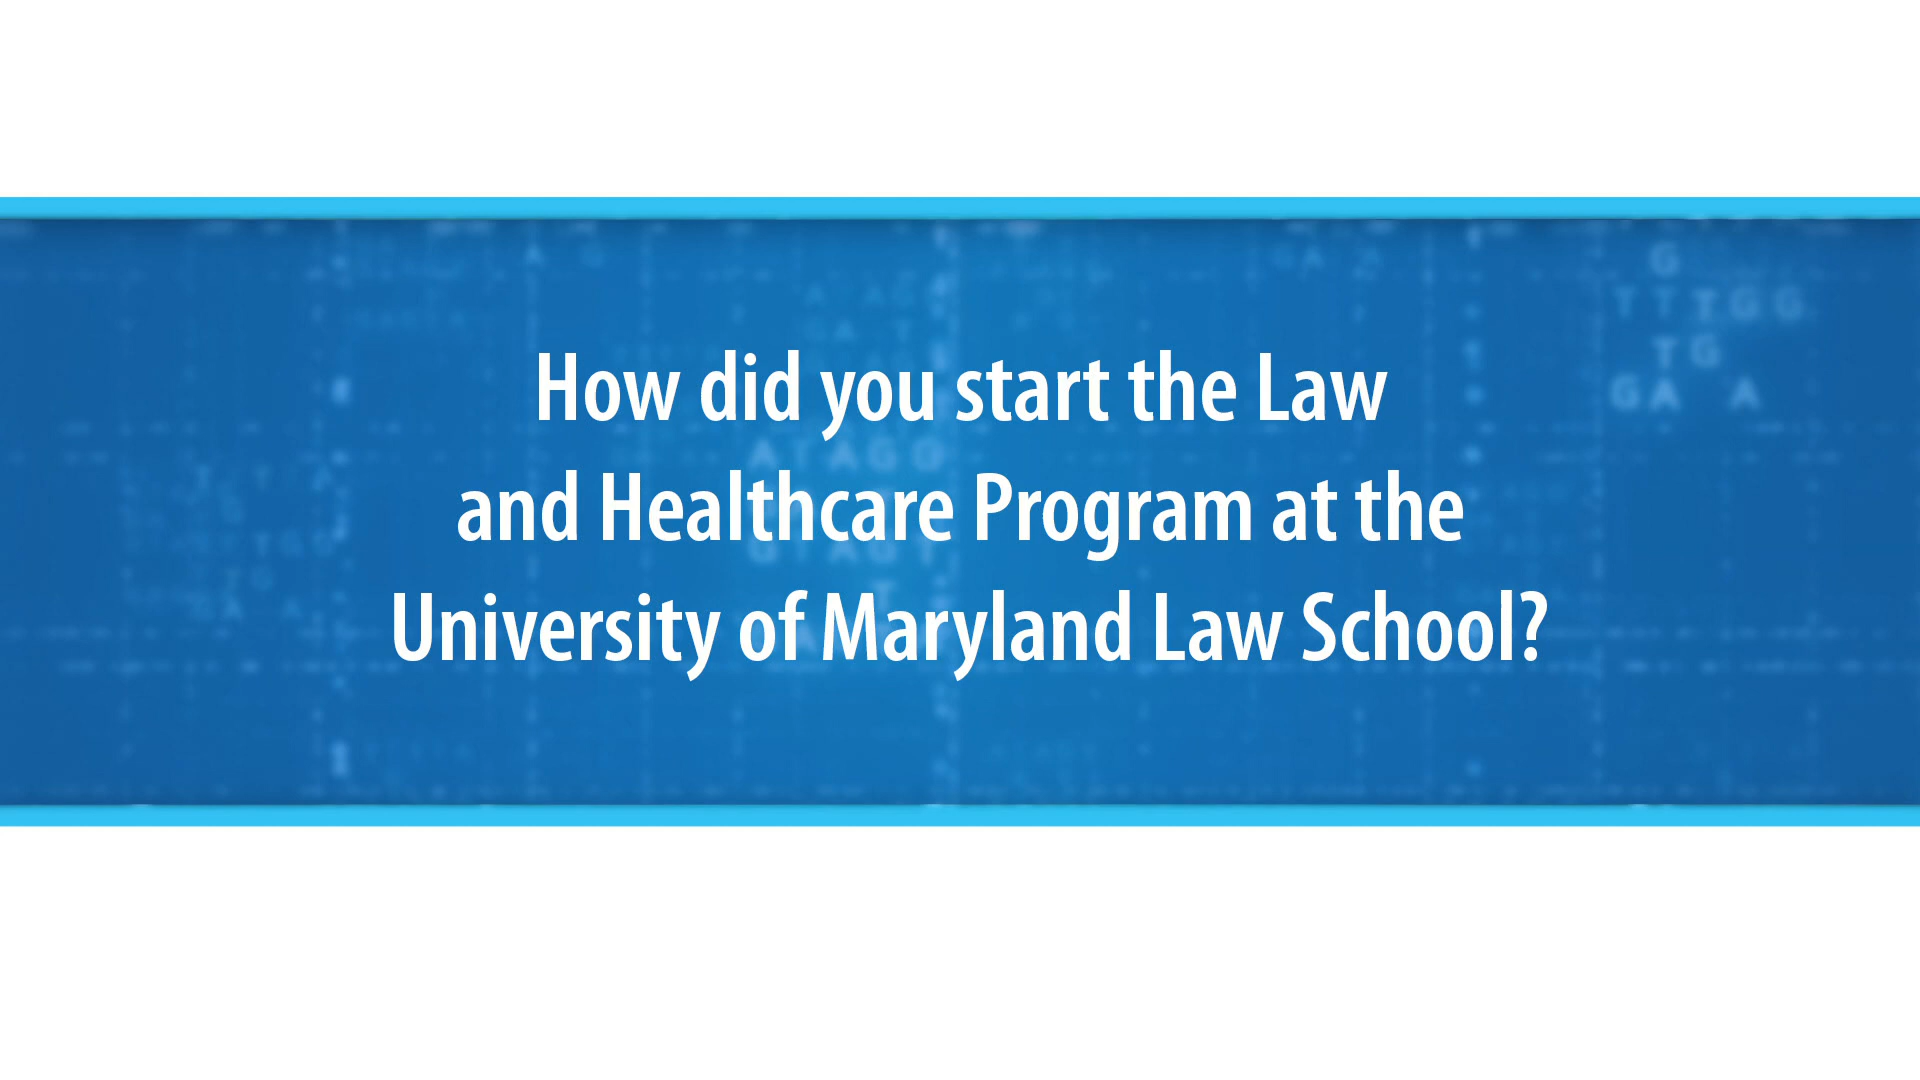 How did you start the Law
and Healthcare Program at the
University of Maryland Law School?